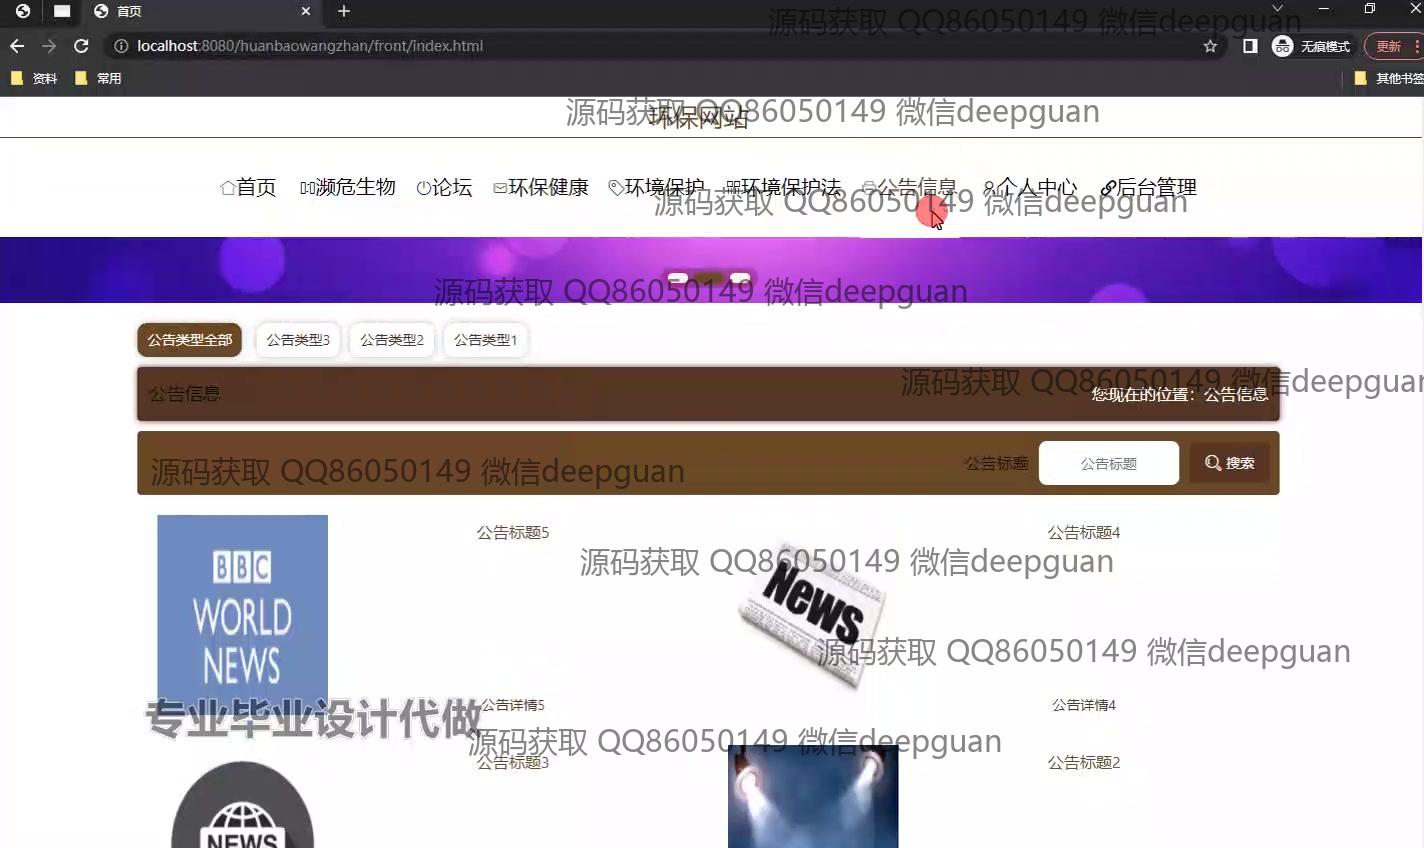 首页
源码获取 QQ86050149 微信deepguan
localhost:8080/huanbaowangzhan/front/index.html
无痕模式
更新
资料
常用
其他书签
环保网站
源码获取 QQ86050149 微信deepguan
首页 濒危生物 论坛 环保健康 环境保护 环境保护法 公告信息 个人中心 后台管理
源码获取 QQ86050149 微信deepguan
源码获取 QQ86050149 微信deepguan
公告类型全部 公告类型3 公告类型2 公告类型1
源码获取 QQ86050149 微信deepguan
公告信息
您现在的位置：公告信息
源码获取 QQ86050149 微信deepguan
公告标题 公告标题 搜索
BBC
WORLD
NEWS
公告标题5
公告标题4
源码获取 QQ86050149 微信deepguan
News
源码获取 QQ86050149 微信deepguan
公告详情5
公告详情4
专业毕业设计代做
源码获取 QQ86050149 微信deepguan
公告标题3
公告标题2
NEWS